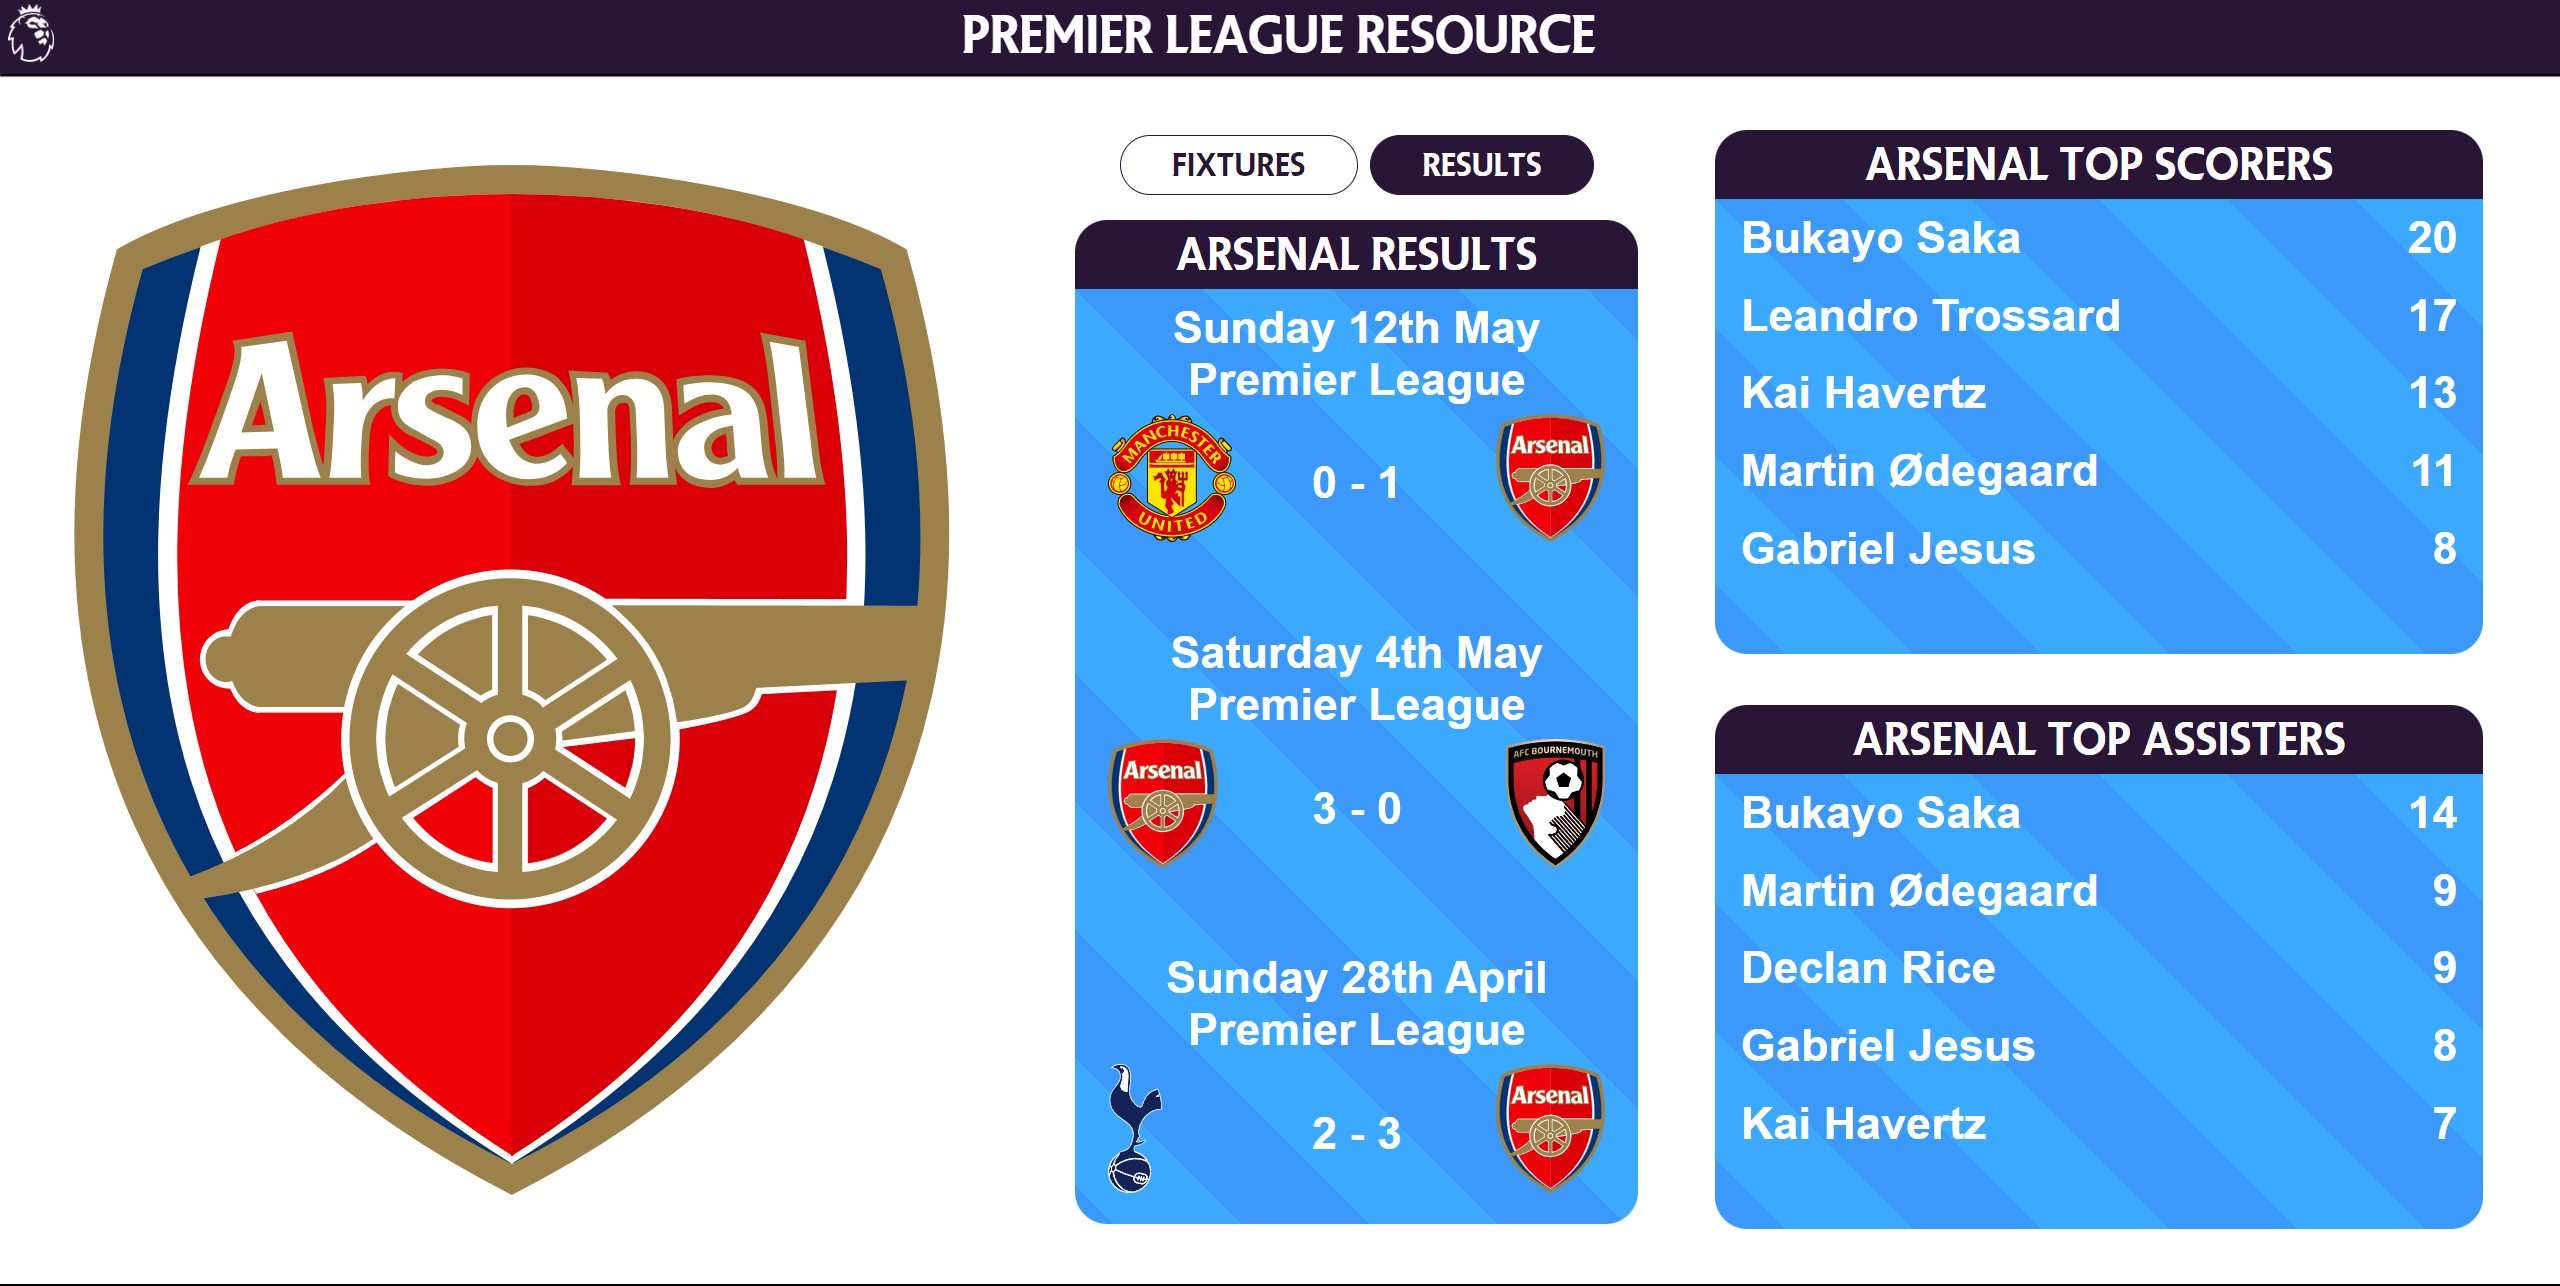 PREMIER LEAGUE RESOURCE
Arsenal
FIXTURES
RESULTS
ARSENAL RESULTS
Sunday 12th May
Premier League
MANCHESTER
UNITED
0 - 1
Arsenal
Saturday 4th May
Premier League
Arsenal
3 - 0
AFC BOURNEMOUTH
Sunday 28th April
Premier League
2 - 3
Arsenal
ARSENAL TOP SCORERS
Bukayo Saka 20
Leandro Trossard 17
Kai Havertz 13
Martin Ødegaard 11
Gabriel Jesus 8
ARSENAL TOP ASSISTERS
Bukayo Saka 14
Martin Ødegaard 9
Declan Rice 9
Gabriel Jesus 8
Kai Havertz 7